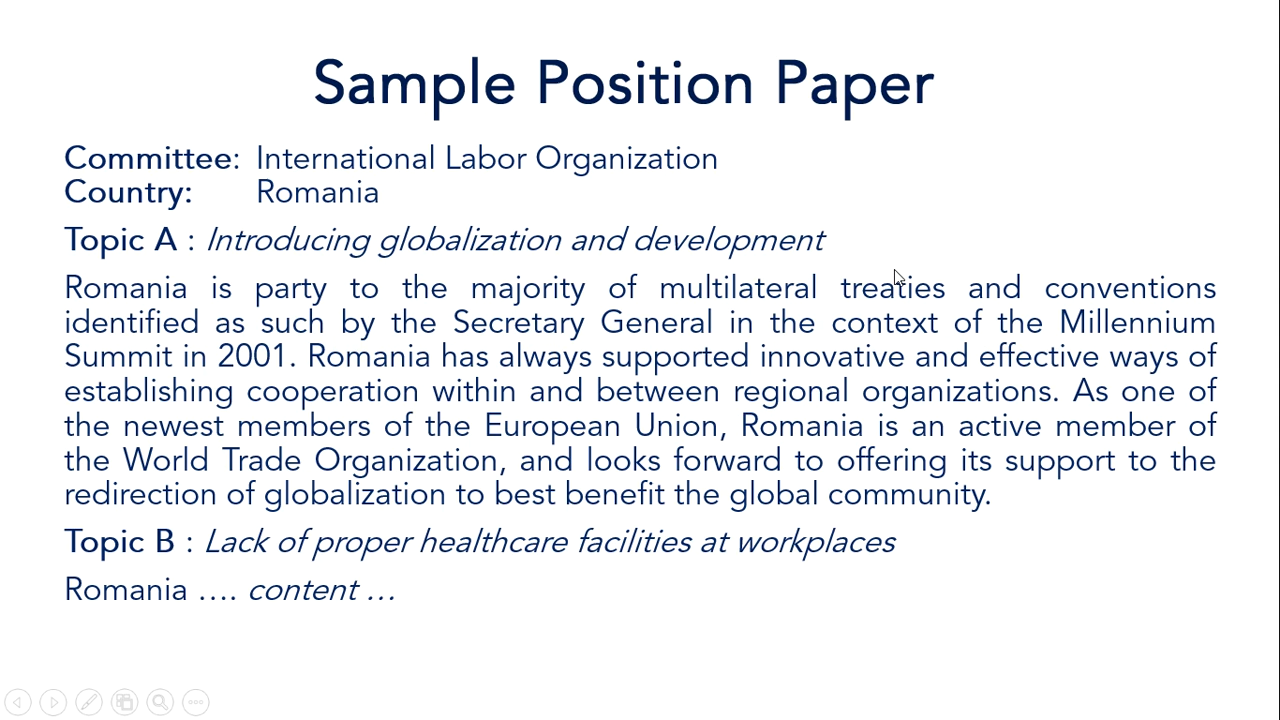 Sample Position Paper
Committee: International Labor Organization
Country: Romania
Topic A : Introducing globalization and development
Romania is party to the majority of multilateral treaties and conventions
identified as such by the Secretary General in the context of the Millennium
Summit in 2001. Romania has always supported innovative and effective ways of
establishing cooperation within and between regional organizations. As one of
the newest members of the European Union, Romania is an active member of
the World Trade Organization, and looks forward to offering its support to the
redirection of globalization to best benefit the global community.
Topic B : Lack of proper healthcare facilities at workplaces
Romania .... content ...